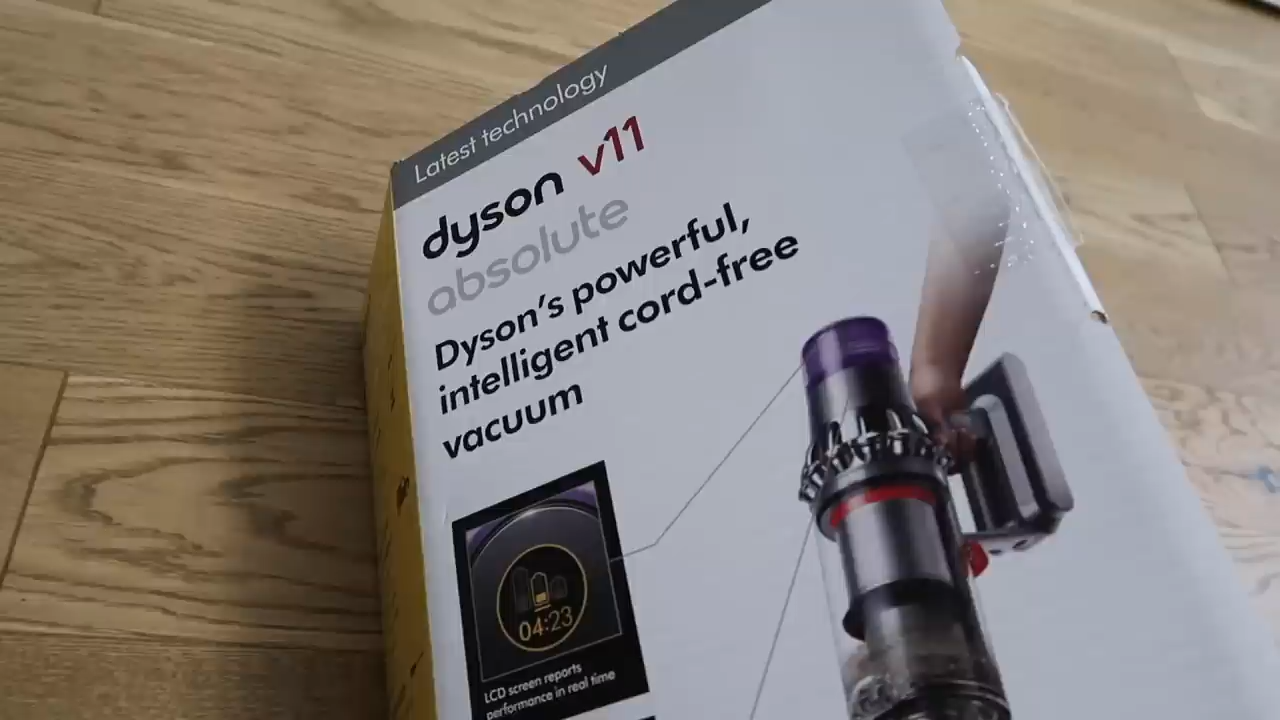 Latest technology
dyson v11
absolute
Dyson's powerful,
intelligent cord-free
vacuum
04:23
LCD screen reports
performance in real time